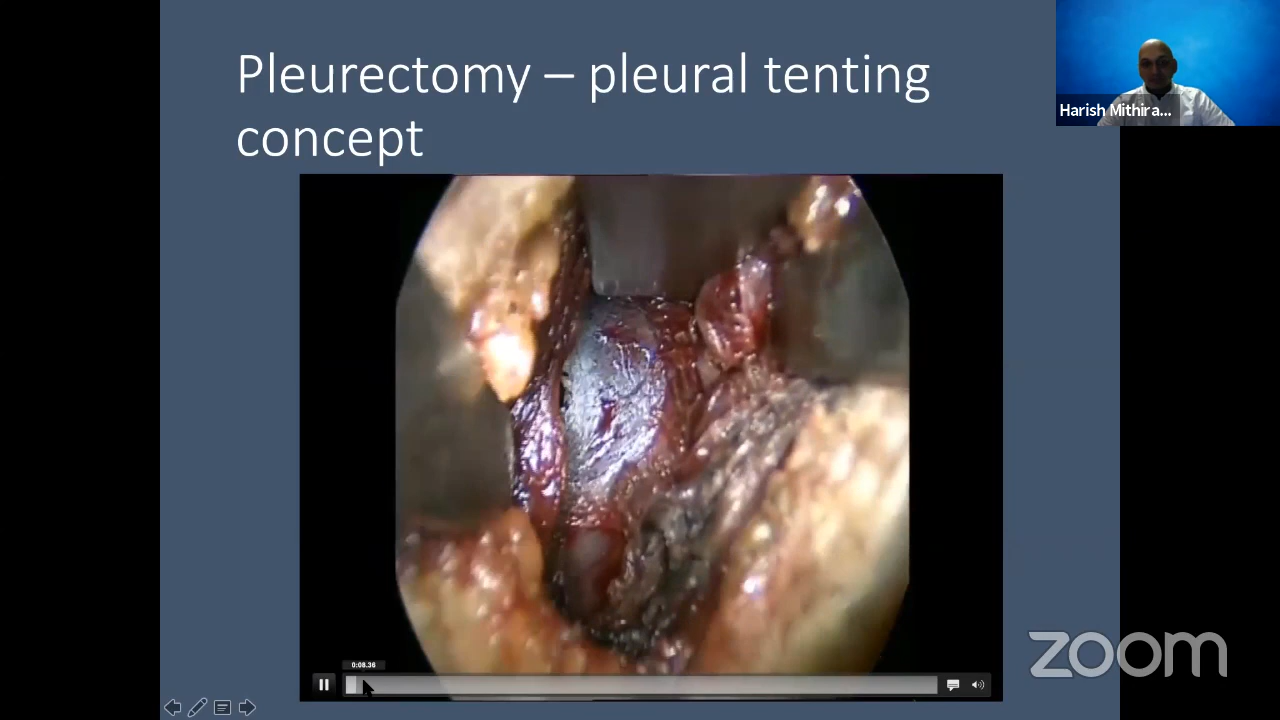 Pleurectomy – pleural tenting
concept
Harish Mithira...
0:08.36
zoom